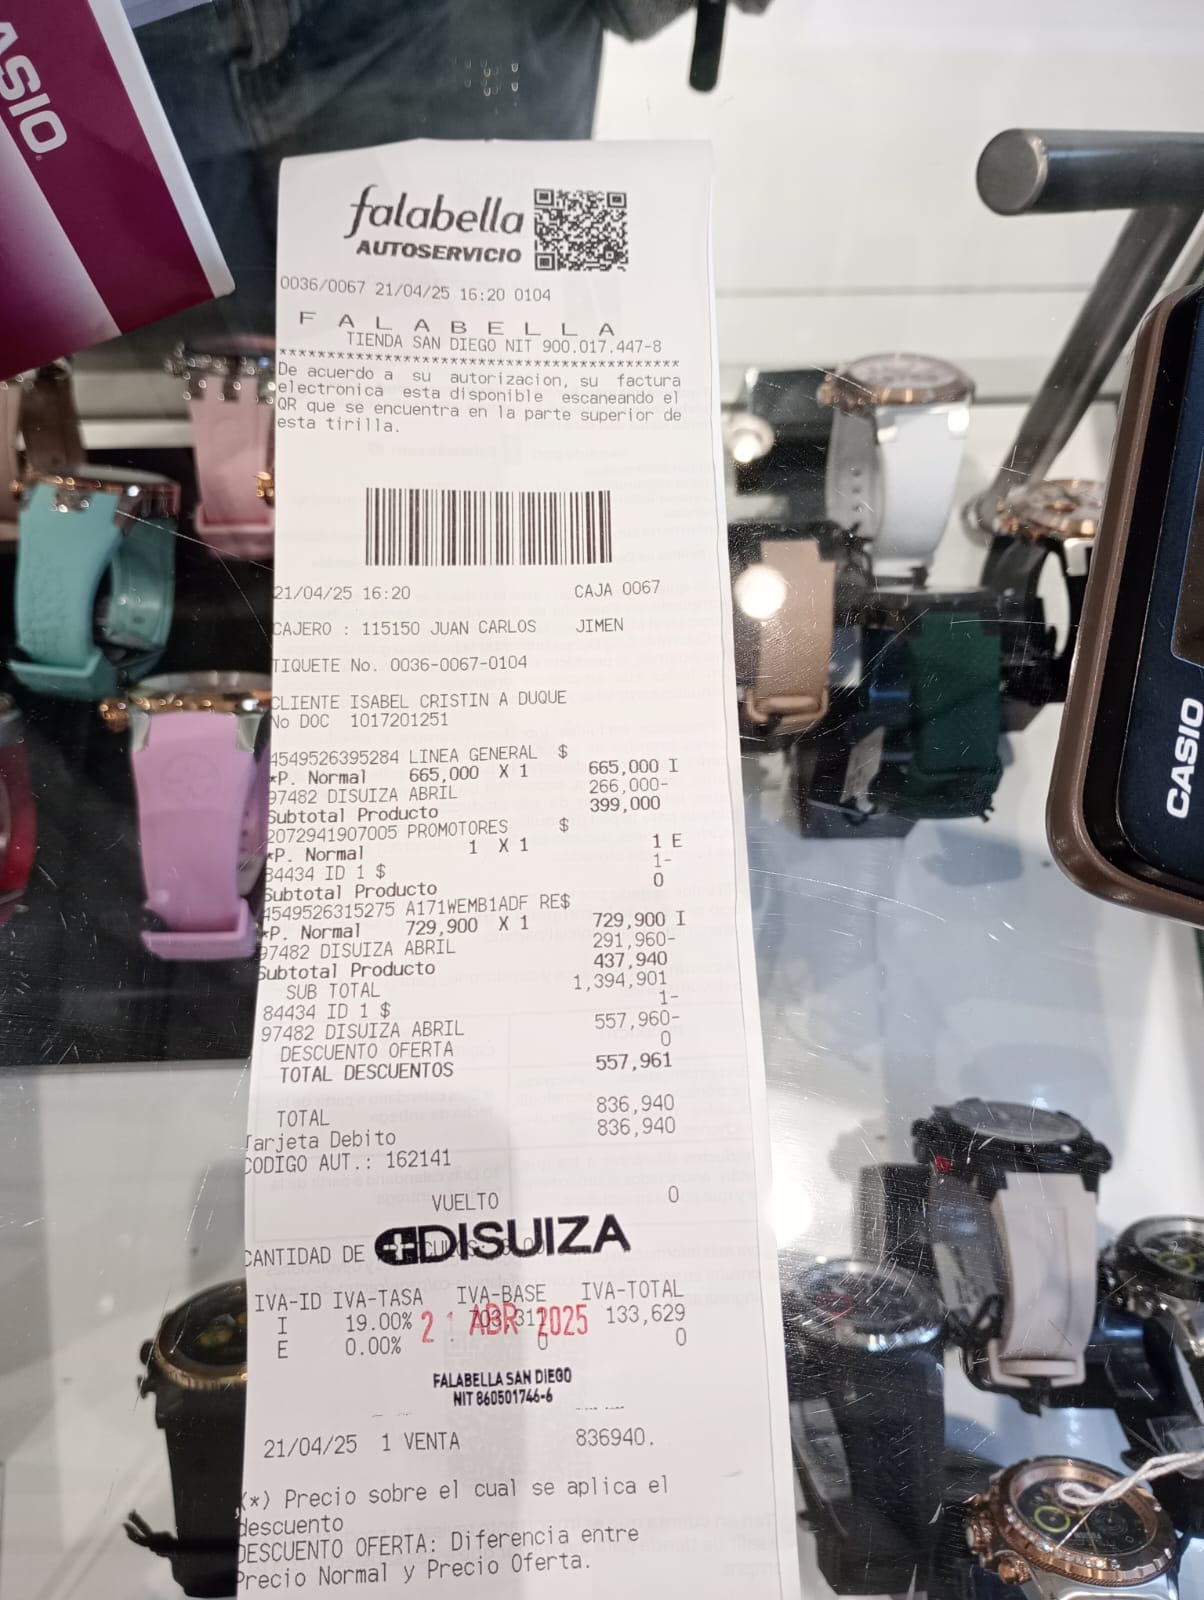 ASIO
falabella
AUTOSERVICIO
0036/0067 21/04/25 16:20 0104
F A L A B E L L A
TIENDA SAN DIEGO NIT 900.017.447-8
******************************************
De acuerdo a su autorizacion, su factura
electronica esta disponible escaneando el
QR que se encuentra en la parte superior de
esta tirilla.
21/04/25 16:20 CAJA 0067
CAJERO : 115150 JUAN CARLOS JIMEN
TIQUETE No. 0036-0067-0104
CLIENTE ISABEL CRISTIN A DUQUE
No DOC 1017201251
4549526395284 LINEA GENERAL $
*P. Normal 665,000 X 1 665,000 I
97482 DISUIZA ABRIL 266,000-
Subtotal Producto 399,000
2072941907005 PROMOTORES $
*P. Normal 1 X 1 1 E
84434 ID 1 $ 1-
Subtotal Producto 0
4549526315275 A171WEMB1ADF RE$
*P. Normal 729,900 X 1 729,900 I
97482 DISUIZA ABRIL 291,960-
Subtotal Producto 437,940
SUB TOTAL 1,394,901
84434 ID 1 $ 1-
97482 DISUIZA ABRIL 557,960-
DESCUENTO OFERTA 0
TOTAL DESCUENTOS 557,961
TOTAL 836,940
Tarjeta Debito 836,940
CODIGO AUT.: 162141
VUELTO 0
CANTIDAD DE
DISUIZA
IVA-ID IVA-TASA IVA-BASE IVA-TOTAL
I 19.00% 133,629
E 0.00% 0 0
21 ABR 2025
FALABELLA SAN DIEGO
NIT 860501746-6
21/04/25 1 VENTA 836940.
(*) Precio sobre el cual se aplica el
descuento
DESCUENTO OFERTA: Diferencia entre
Precio Normal y Precio Oferta.
CASIO